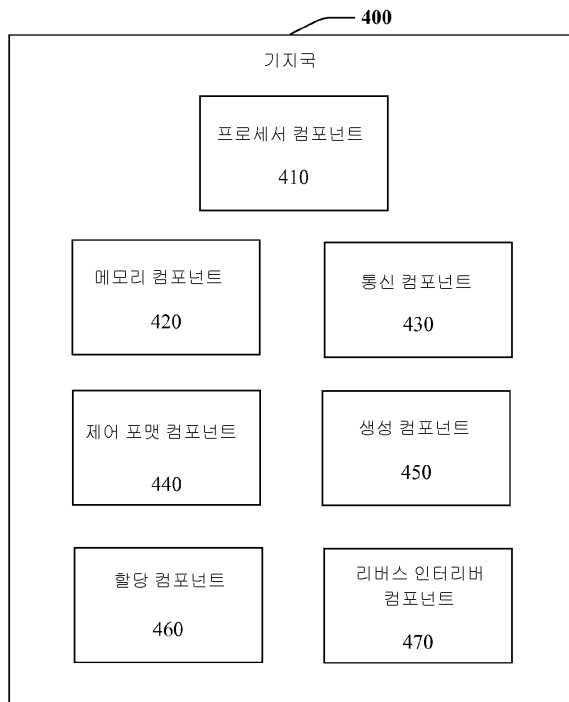 400
기지국
프로세서 컴포넌트
410
메모리 컴포넌트
420
통신 컴포넌트
430
제어 포맷 컴포넌트
440
생성 컴포넌트
450
할당 컴포넌트
460
리버스 인터리버
컴포넌트
470